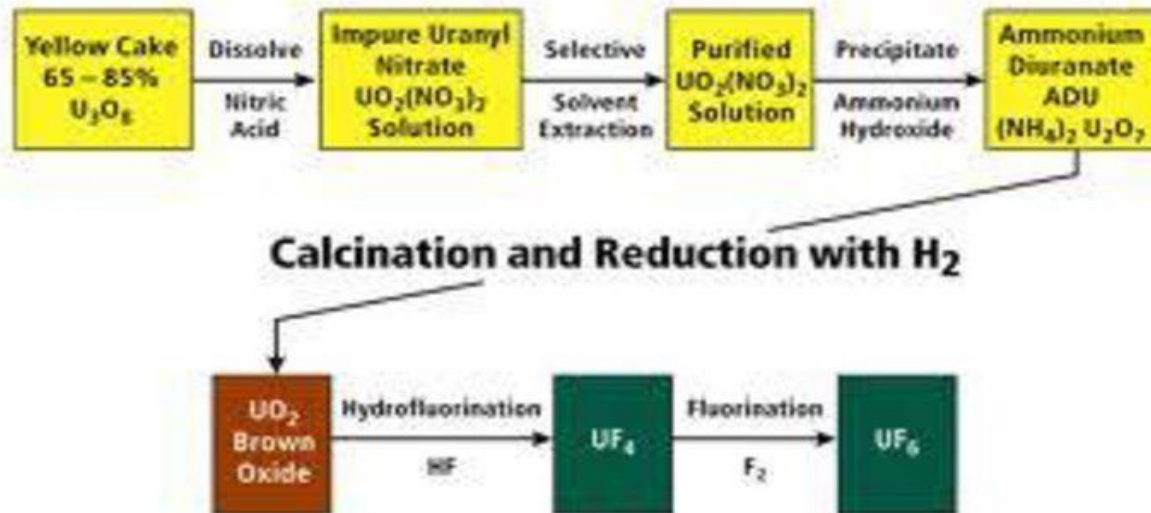 Yellow Cake
65 – 85%
U₃O₈
Dissolve
Nitric
Acid
Impure Uranyl
Nitrate
UO₂(NO₃)₂
Solution
Selective
Solvent
Extraction
Purified
UO₂(NO₃)₂
Solution
Precipitate
Ammonium
Hydroxide
Ammonium
Diuranate
ADU
(NH₄)₂ U₂O₇
Calcination and Reduction with H₂
UO₂
Brown
Oxide
Hydrofluorination
HF
UF₄
Fluorination
F₂
UF₆